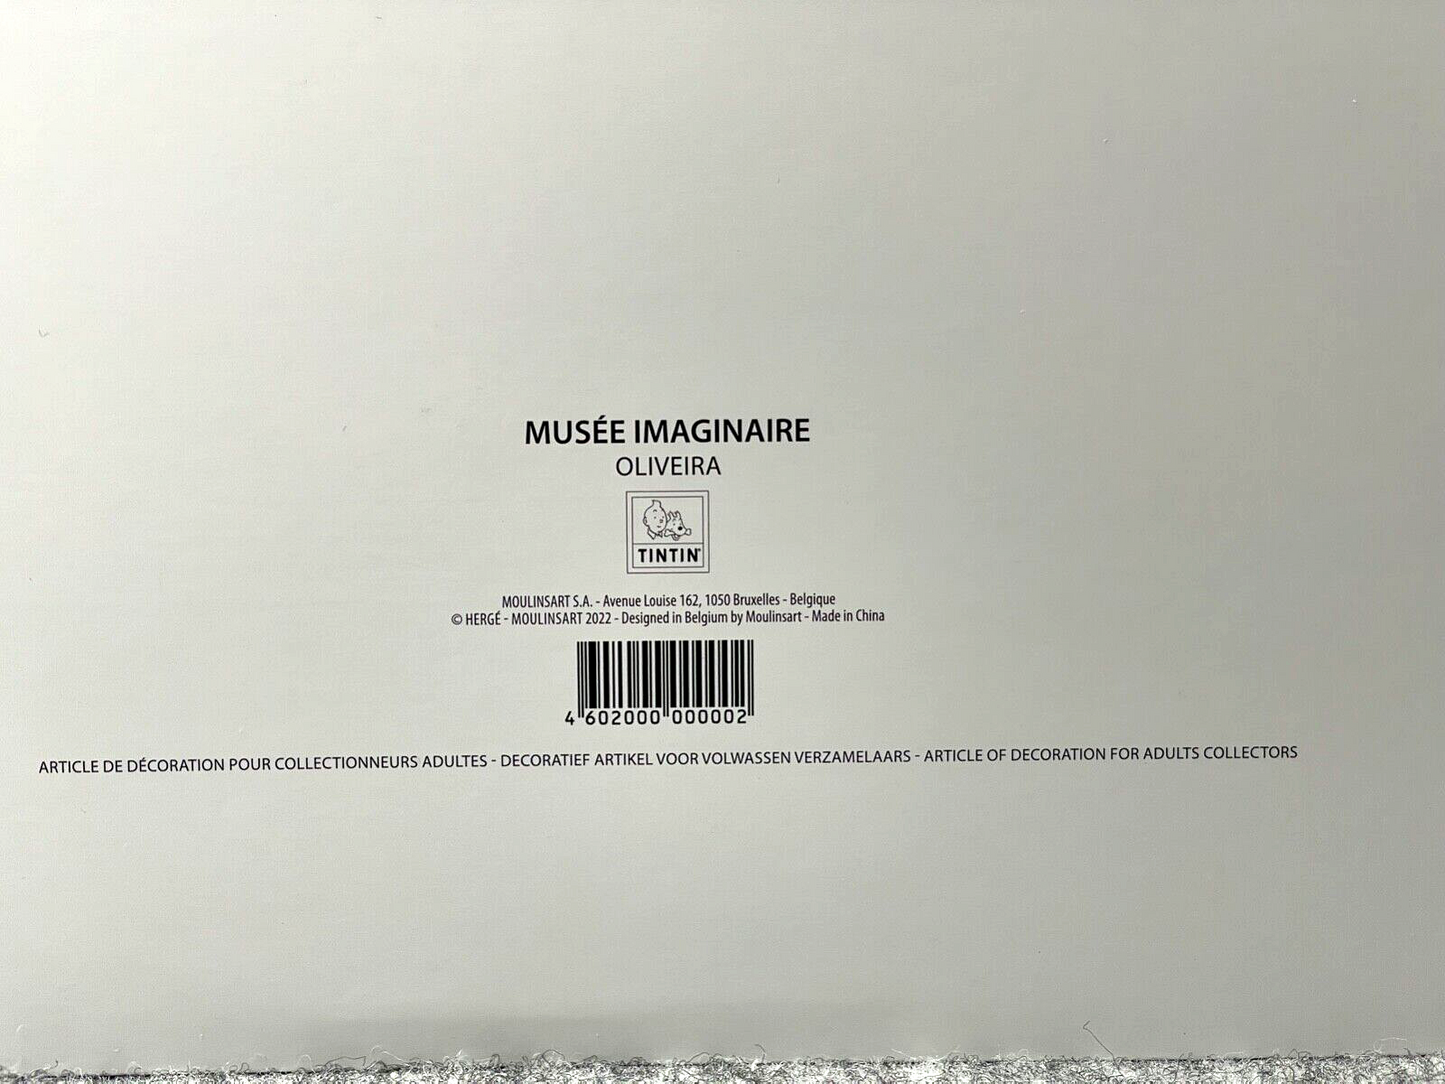 MUSÉE IMAGINAIRE
OLIVEIRA
TINTIN
MOULINSART S.A. - Avenue Louise 162, 1050 Bruxelles - Belgique
© HERGÉ - MOULINSART 2022 - Designed in Belgium by Moulinsart - Made in China
4 602000 000002
ARTICLE DE DÉCORATION POUR COLLECTIONNEURS ADULTES - DECORATIEF ARTIKEL VOOR VOLWASSEN VERZAMELAARS - ARTICLE OF DECORATION FOR ADULTS COLLECTORS